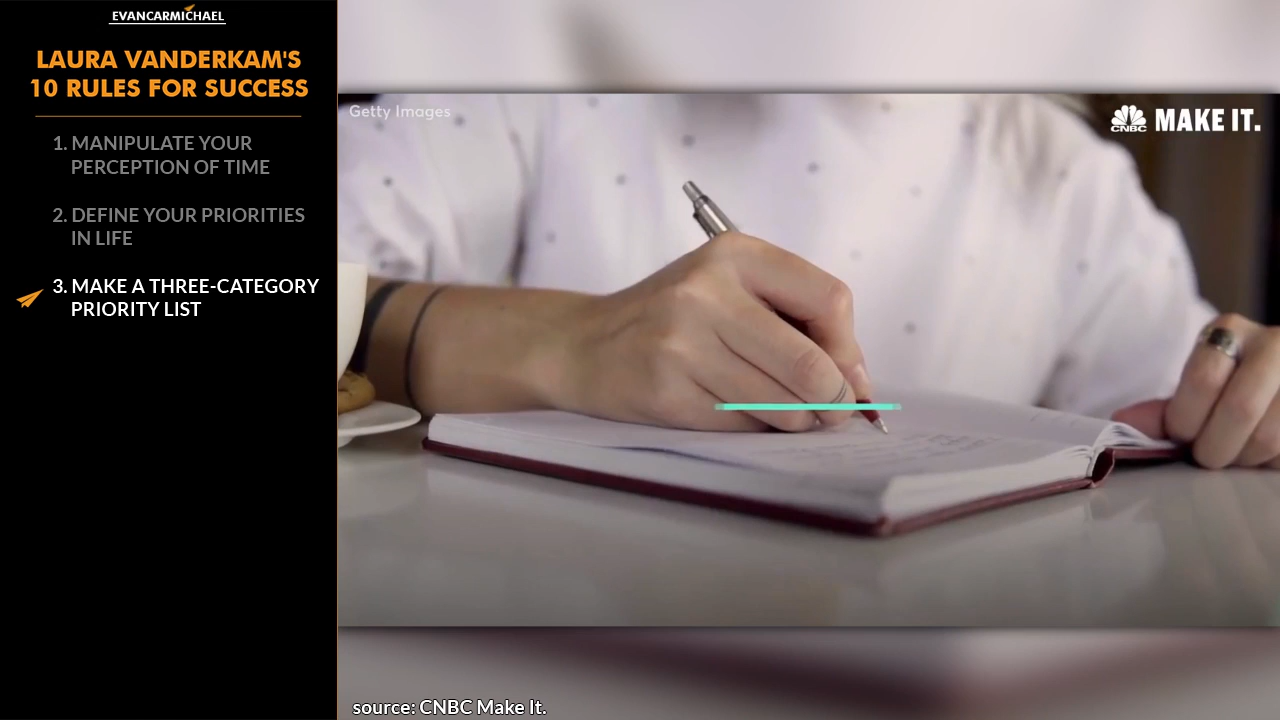 EVANCARMICHAEL
LAURA VANDERKAM'S
10 RULES FOR SUCCESS
1. MANIPULATE YOUR
PERCEPTION OF TIME
2. DEFINE YOUR PRIORITIES
IN LIFE
3. MAKE A THREE-CATEGORY
PRIORITY LIST
Getty Images
CNBC MAKE IT.
source: CNBC Make It.